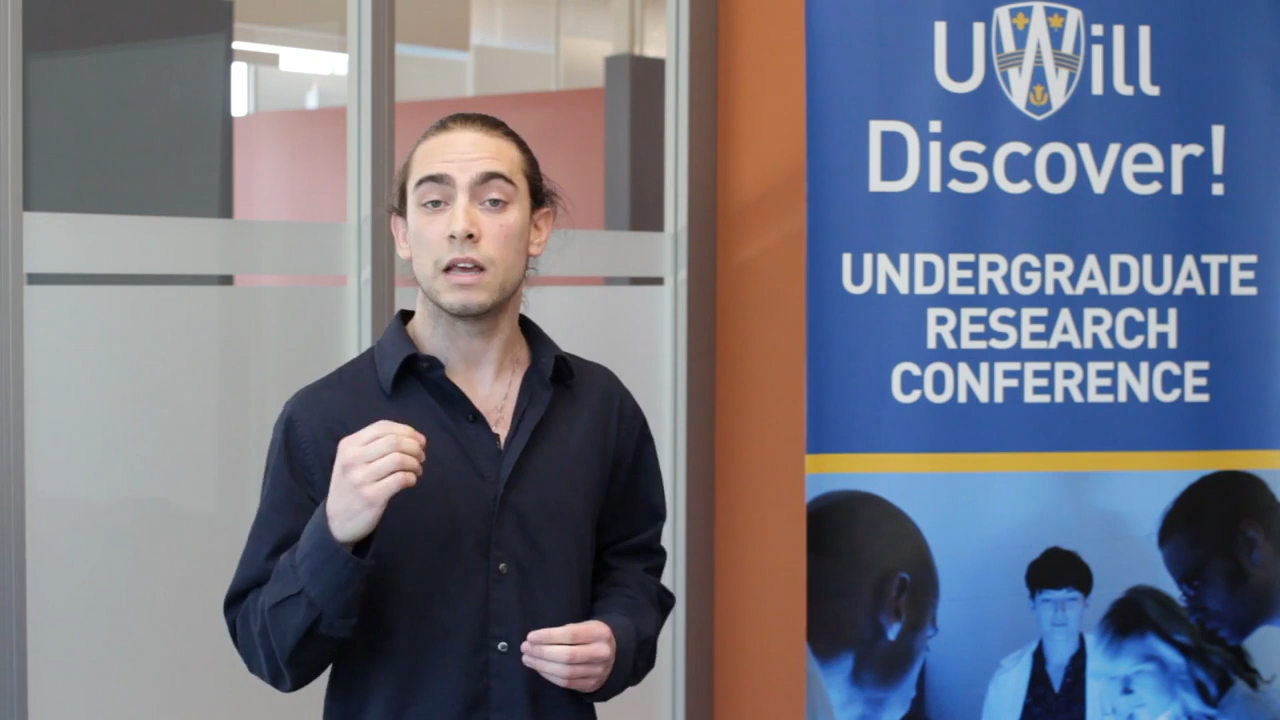 UWill
Discover!
UNDERGRADUATE
RESEARCH
CONFERENCE